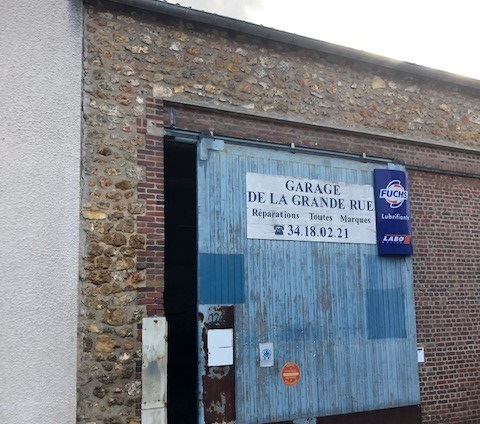 GARAGE
DE LA GRANDE RUE
Réparations Toutes Marques
☎ 34.18.02.21
FUCHS
Lubrifiants
LABO